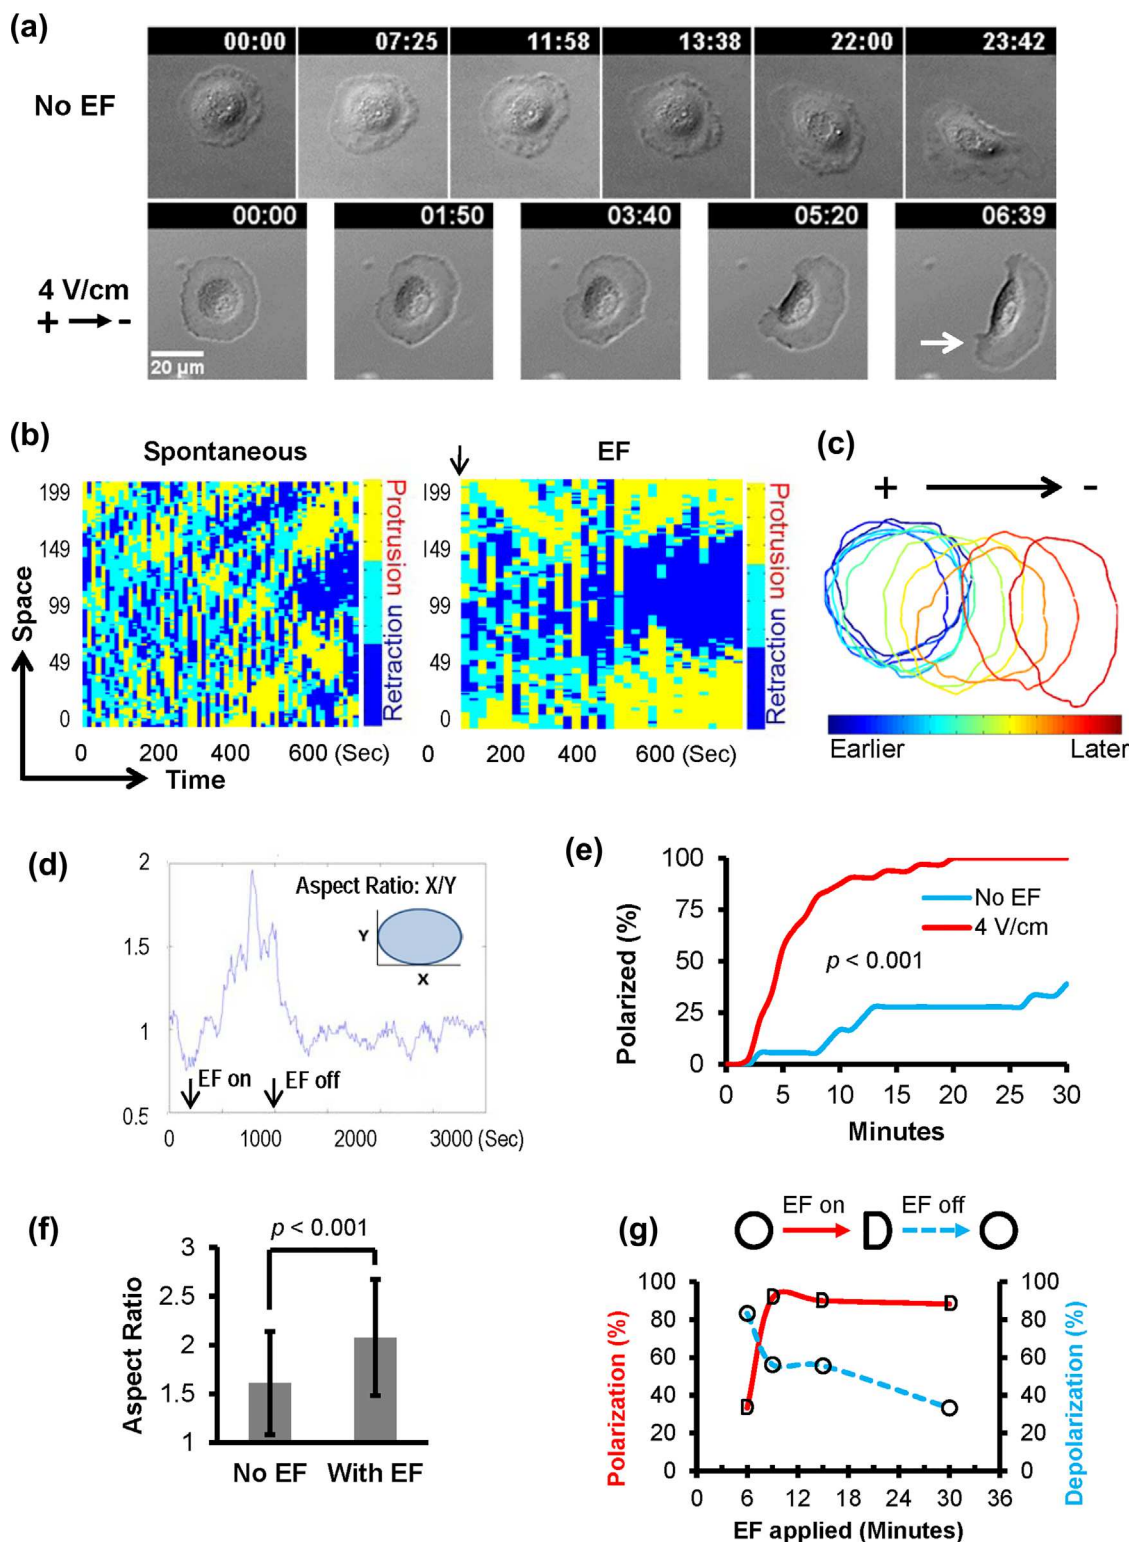 (a)
00:00 07:25 11:58 13:38 22:00 23:42
No EF
00:00 01:50 03:40 05:20 06:39
4 V/cm
+ -
20 µm
(b)
Spontaneous
EF
199
149
99
49
0
Space
0 200 400 600 (Sec)
Time
Retraction Protrusion
199
149
99
49
0
0 200 400 600 (Sec)
Retraction Protrusion
(c)
+ -
Earlier Later
(d)
2
1.5
1
0.5
Aspect Ratio: X/Y
Y
X
EF on EF off
0 1000 2000 3000 (Sec)
(e)
Polarized (%)
100
75
50
25
0
No EF
4 V/cm
p < 0.001
0 5 10 15 20 25 30
Minutes
(f)
p < 0.001
Aspect Ratio
3
2.5
2
1.5
1
No EF With EF
(g)
EF on EF off
Polarization (%)
100
80
60
40
20
0
100
80
60
40
20
0
Depolarization (%)
0 6 12 18 24 30 36
EF applied (Minutes)